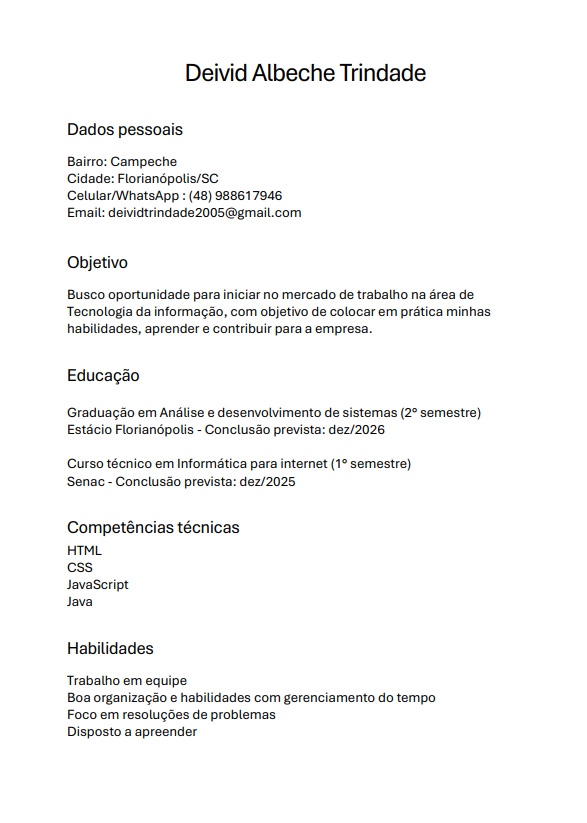 Deivid Albeche Trindade
Dados pessoais
Bairro: Campeche
Cidade: Florianópolis/SC
Celular/WhatsApp : (48) 988617946
Email: deividtrindade2005@gmail.com
Objetivo
Busco oportunidade para iniciar no mercado de trabalho na área de
Tecnologia da informação, com objetivo de colocar em prática minhas
habilidades, aprender e contribuir para a empresa.
Educação
Graduação em Análise e desenvolvimento de sistemas (2° semestre)
Estácio Florianópolis - Conclusão prevista: dez/2026
Curso técnico em Informática para internet (1° semestre)
Senac - Conclusão prevista: dez/2025
Competências técnicas
HTML
CSS
JavaScript
Java
Habilidades
Trabalho em equipe
Boa organização e habilidades com gerenciamento do tempo
Foco em resoluções de problemas
Disposto a apreender